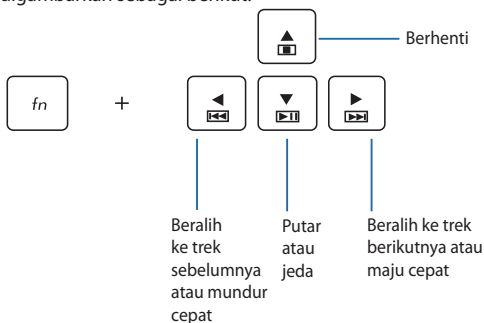 digambarkan sebagai berikut:
Berhenti
fn
+
Beralih
ke trek
sebelumnya
atau mundur
cepat
Putar
atau
jeda
Beralih ke trek
berikutnya atau
maju cepat